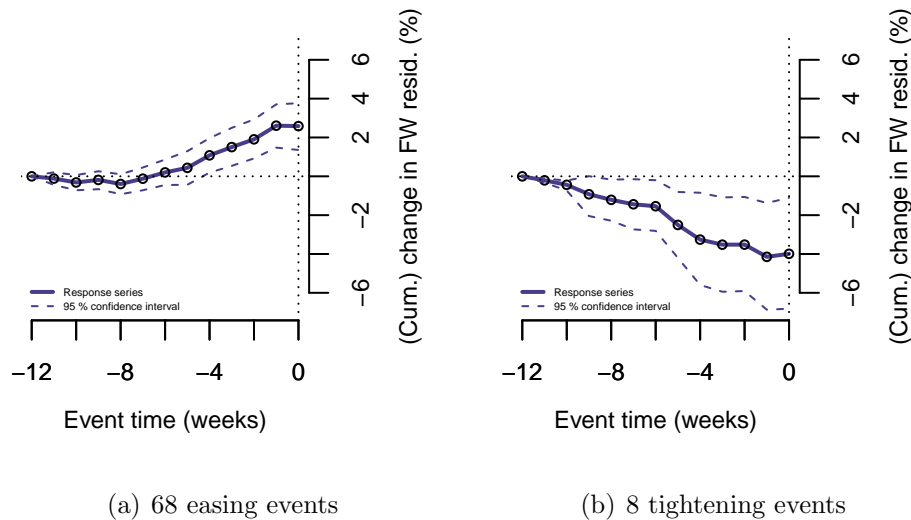 6
4
2
−2
−6
(Cum.) change in FW resid. (%)
Response series
95 % confidence interval
−12
−8
−4
0
Event time (weeks)
(a) 68 easing events
6
4
2
−2
−6
(Cum.) change in FW resid. (%)
Response series
95 % confidence interval
−12
−8
−4
0
Event time (weeks)
(b) 8 tightening events